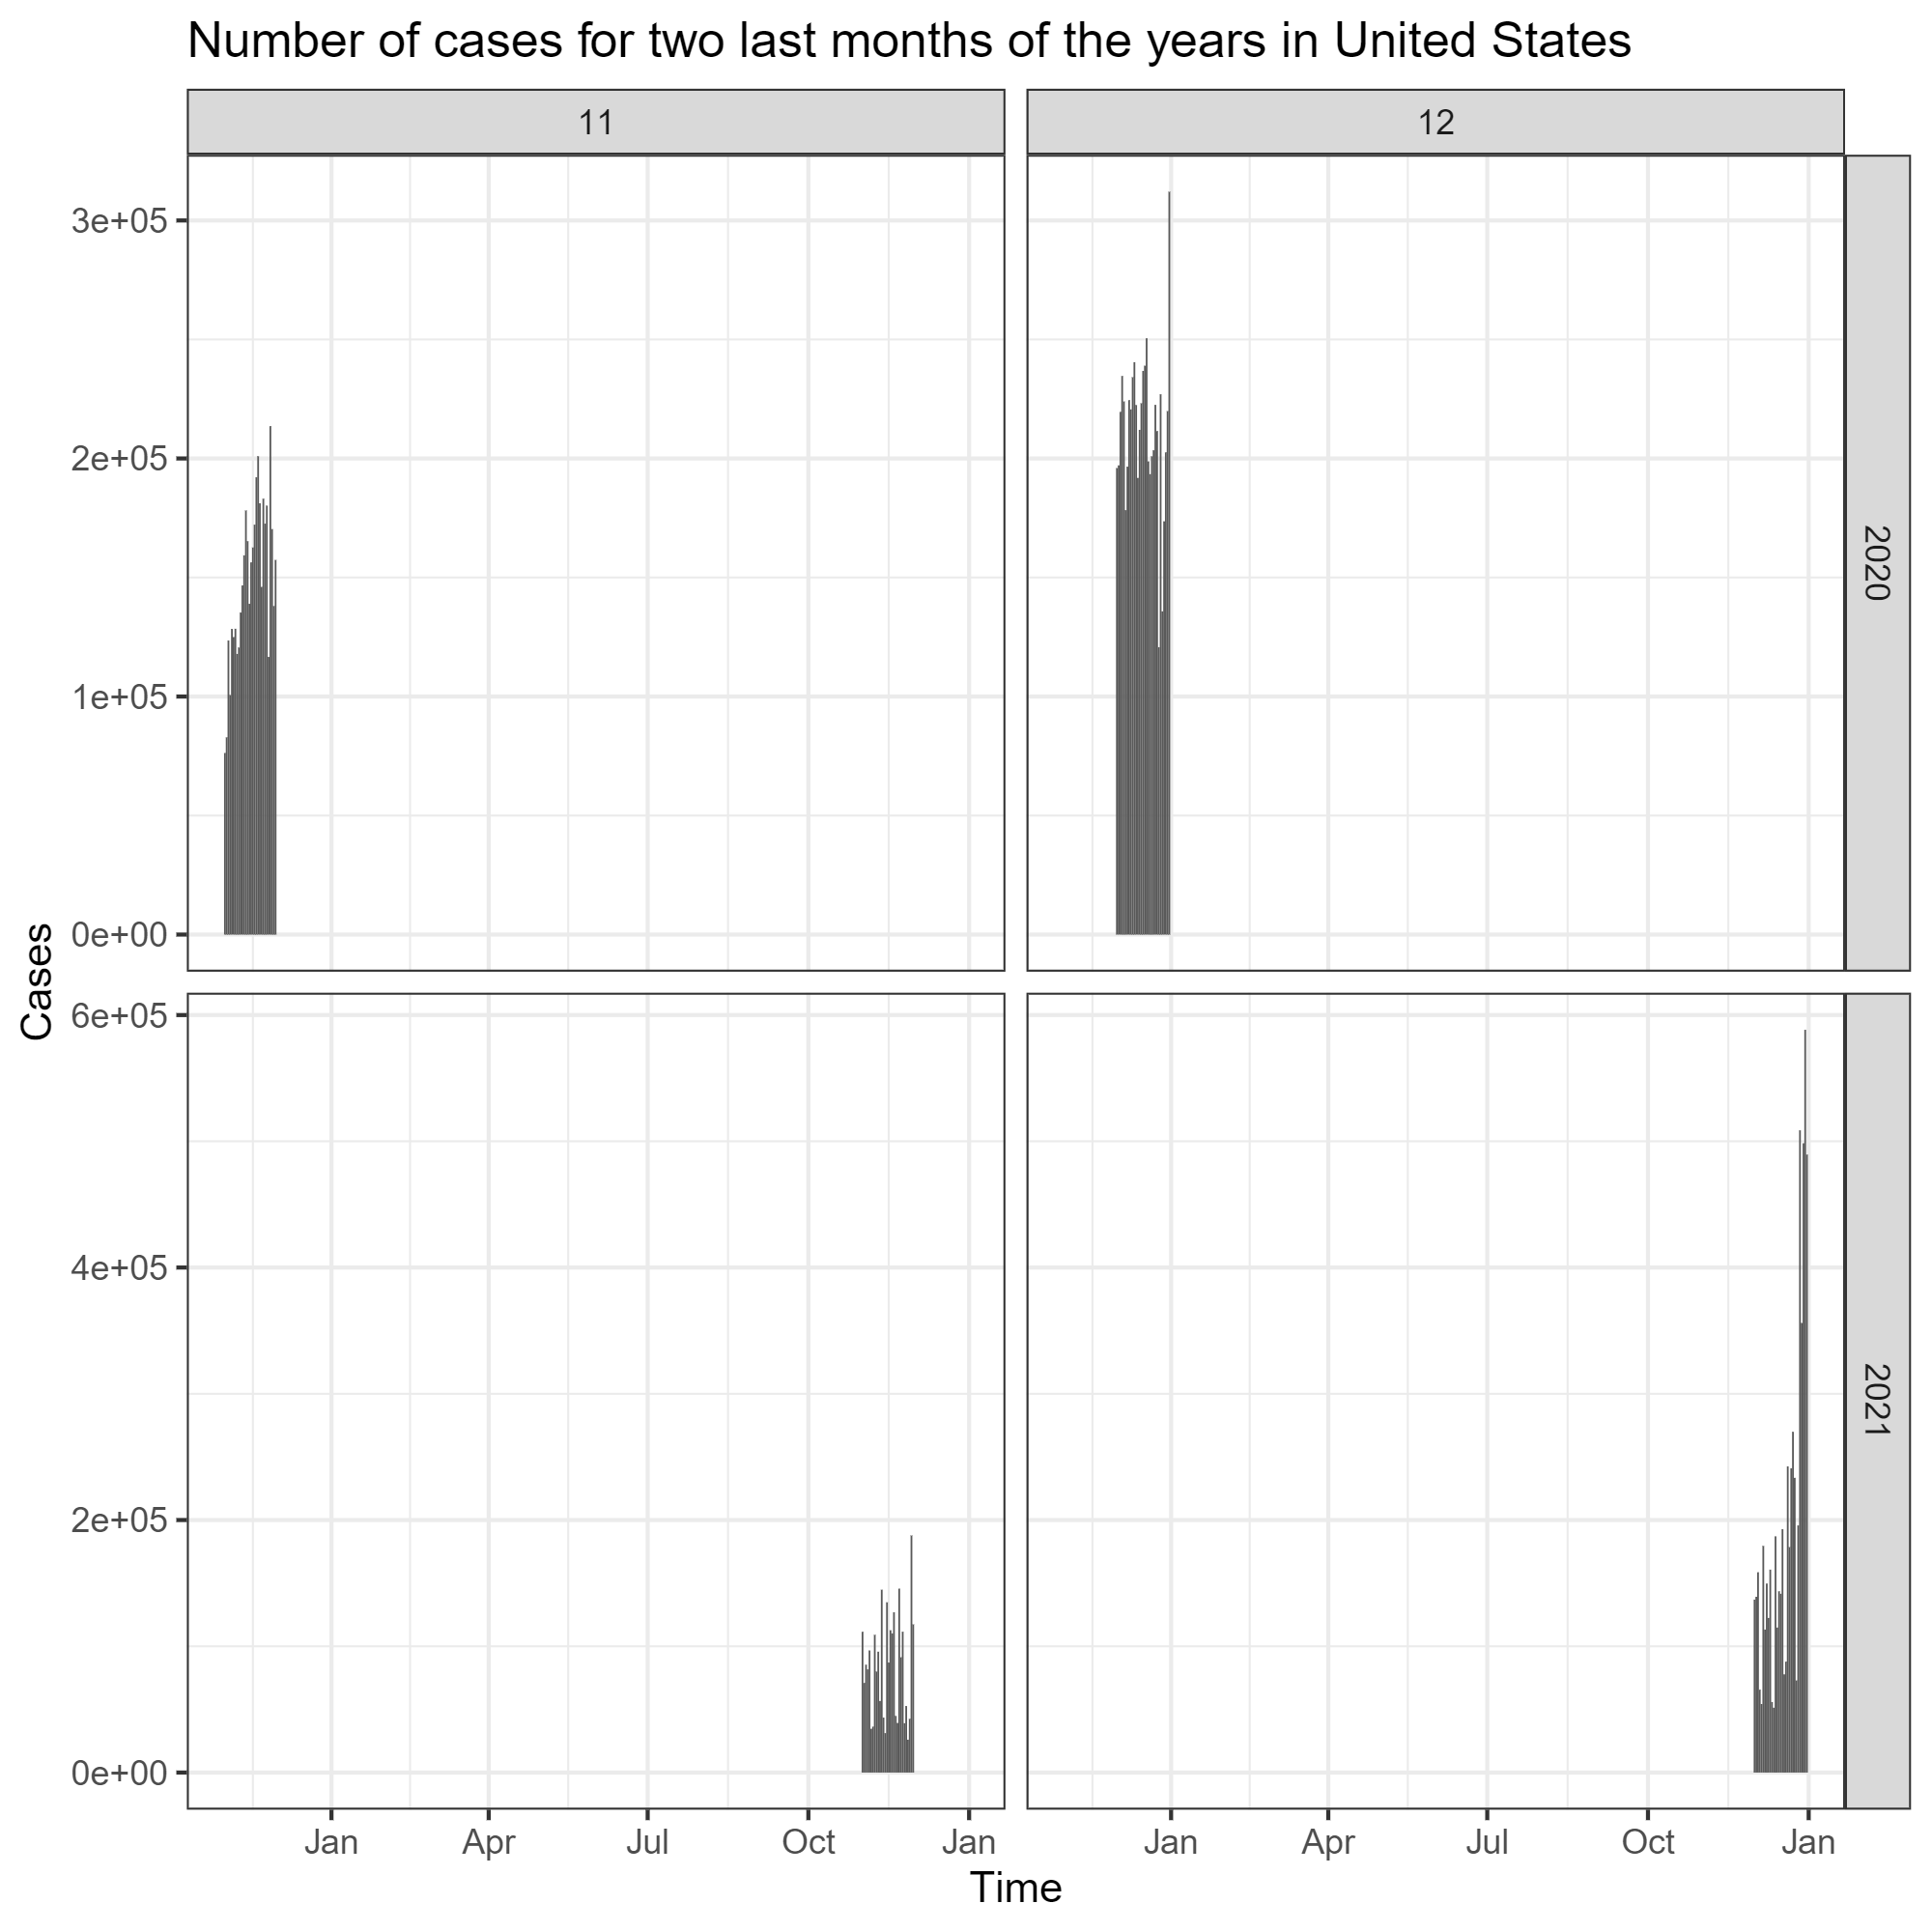 Number of cases for two last months of the years in United States
11
12
3e+05
2e+05
1e+05
0e+00
2020
Cases
6e+05
4e+05
2e+05
0e+00
2021
Jan Apr Jul Oct Jan Jan Apr Jul Oct Jan
Time